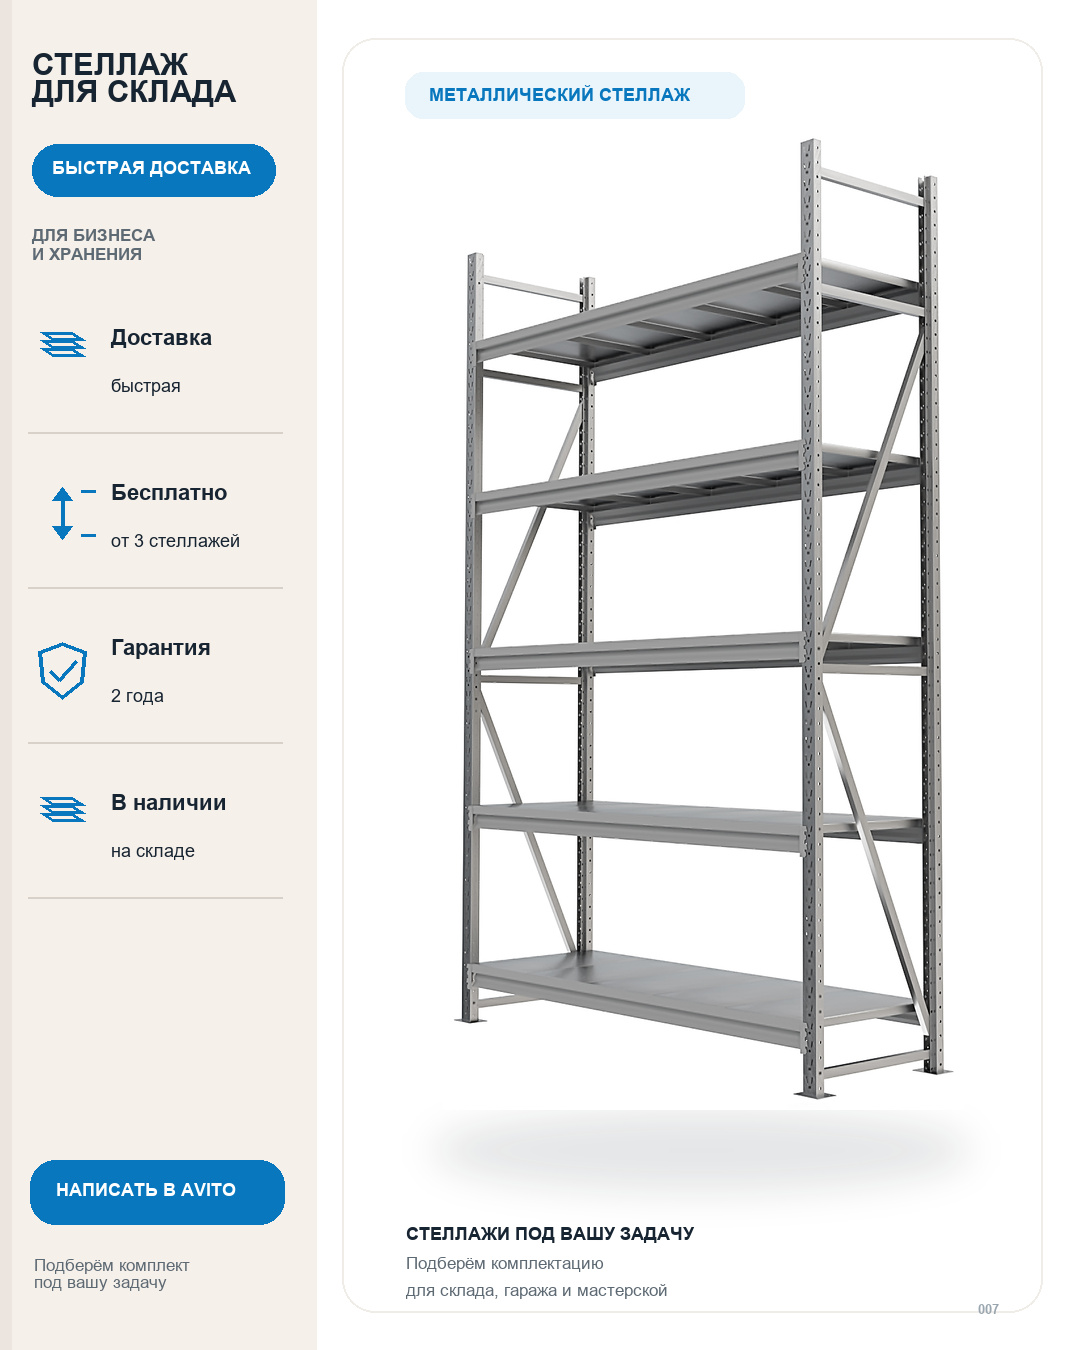 СТЕЛЛАЖ
ДЛЯ СКЛАДА
БЫСТРАЯ ДОСТАВКА
ДЛЯ БИЗНЕСА
И ХРАНЕНИЯ
Доставка
быстрая
Бесплатно
от 3 стеллажей
Гарантия
2 года
В наличии
на складе
НАПИСАТЬ В AVITO
Подберём комплект
под вашу задачу
МЕТАЛЛИЧЕСКИЙ СТЕЛЛАЖ
СТЕЛЛАЖИ ПОД ВАШУ ЗАДАЧУ
Подберём комплектацию
для склада, гаража и мастерской
007